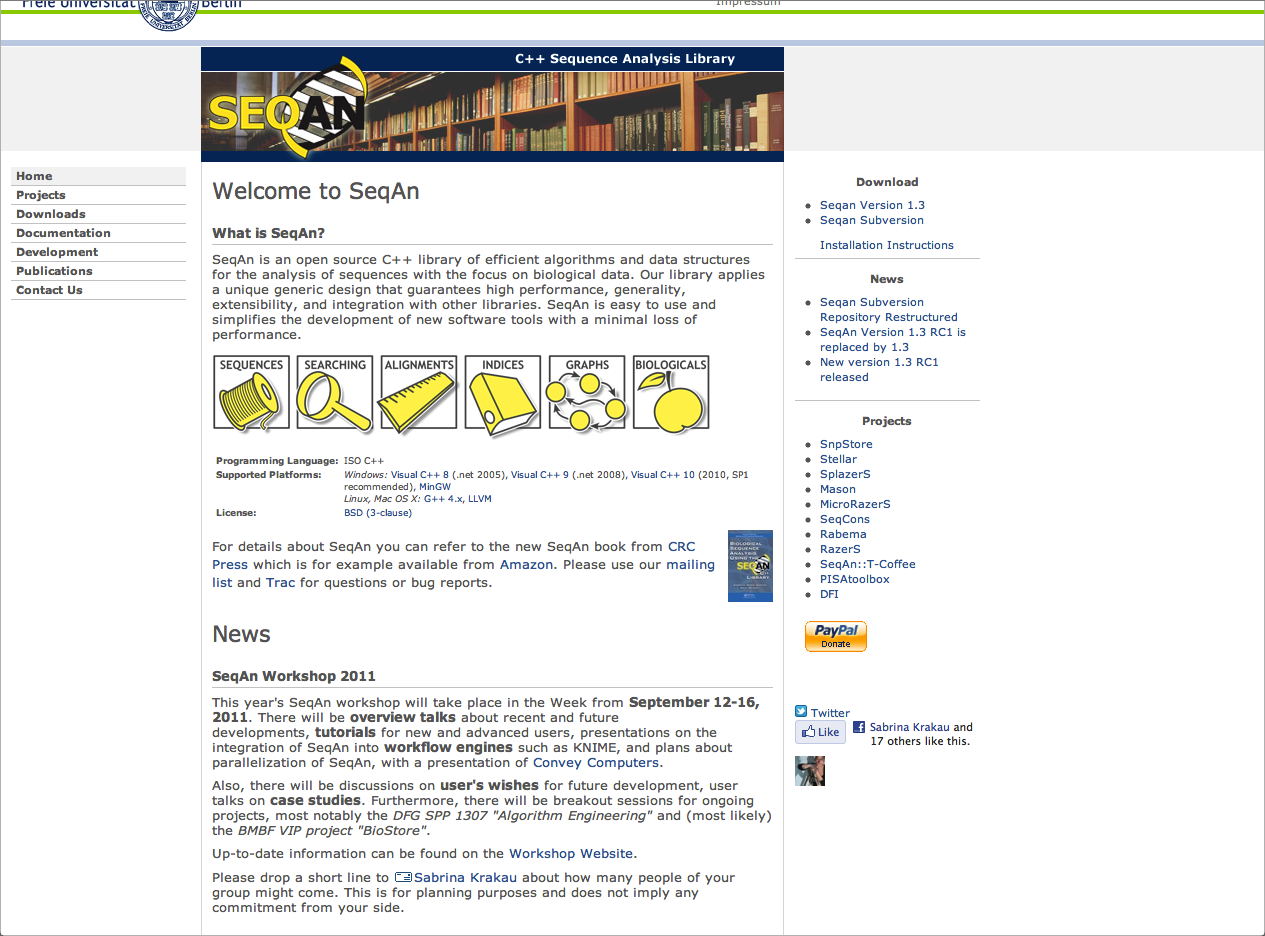 Freie Universität Berlin
Impressum
C++ Sequence Analysis Library
SEQAN
Home
Projects
Downloads
Documentation
Development
Publications
Contact Us
Welcome to SeqAn
What is SeqAn?
SeqAn is an open source C++ library of efficient algorithms and data structures
for the analysis of sequences with the focus on biological data. Our library applies
a unique generic design that guarantees high performance, generality,
extensibility, and integration with other libraries. SeqAn is easy to use and
simplifies the development of new software tools with a minimal loss of
performance.
SEQUENCES SEARCHING ALIGNMENTS INDICES GRAPHS BIOLOGICALS
Programming Language: ISO C++
Supported Platforms: Windows: Visual C++ 8 (.net 2005), Visual C++ 9 (.net 2008), Visual C++ 10 (2010, SP1
recommended), MinGW
Linux, Mac OS X: G++ 4.x, LLVM
License: BSD (3-clause)
For details about SeqAn you can refer to the new SeqAn book from CRC
Press which is for example available from Amazon. Please use our mailing
list and Trac for questions or bug reports.
BIOLOGICAL
SEQUENCE
ANALYSIS
USING THE
SEQAN
C++
LIBRARY
News
SeqAn Workshop 2011
This year's SeqAn workshop will take place in the Week from September 12-16,
2011. There will be overview talks about recent and future
developments, tutorials for new and advanced users, presentations on the
integration of SeqAn into workflow engines such as KNIME, and plans about
parallelization of SeqAn, with a presentation of Convey Computers.
Also, there will be discussions on user's wishes for future development, user
talks on case studies. Furthermore, there will be breakout sessions for ongoing
projects, most notably the DFG SPP 1307 "Algorithm Engineering" and (most likely)
the BMBF VIP project "BioStore".
Up-to-date information can be found on the Workshop Website.
Please drop a short line to Sabrina Krakau about how many people of your
group might come. This is for planning purposes and does not imply any
commitment from your side.
Download
Seqan Version 1.3
Seqan Subversion
Installation Instructions
News
Seqan Subversion
Repository Restructured
SeqAn Version 1.3 RC1 is
replaced by 1.3
New version 1.3 RC1
released
Projects
SnpStore
Stellar
SplazerS
Mason
MicroRazerS
SeqCons
Rabema
RazerS
SeqAn::T-Coffee
PISAtoolbox
DFI
PayPal
Donate
Twitter
Like
Sabrina Krakau and
17 others like this.